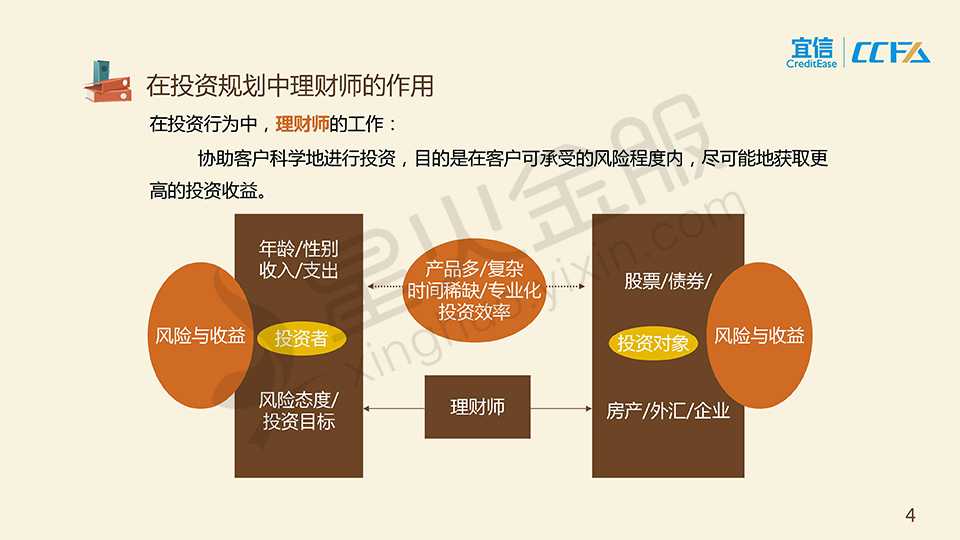 宜信
CreditEase
CCFA
在投资规划中理财师的作用
在投资行为中，理财师的工作：
协助客户科学地进行投资，目的是在客户可承受的风险程度内，尽可能地获取更
高的投资收益。
年龄/性别
收入/支出
风险与收益
投资者
风险态度/
投资目标
产品多/复杂
时间稀缺/专业化
投资效率
理财师
股票/债券/
投资对象
风险与收益
房产/外汇/企业
星火金服
xinghuoyixin.com
4